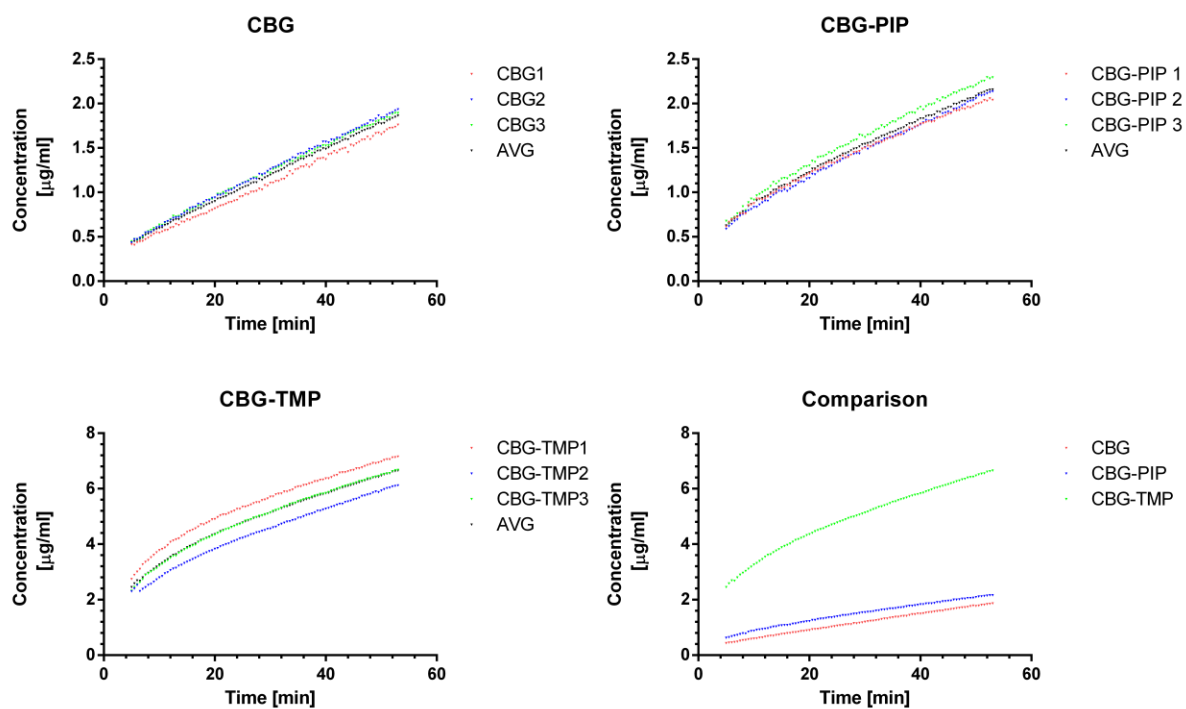 CBG
Concentration
[µg/ml]
2.5
2.0
1.5
1.0
0.5
0.0
0
20
40
60
Time [min]
CBG1
CBG2
CBG3
AVG
CBG-PIP
Concentration
[µg/ml]
2.5
2.0
1.5
1.0
0.5
0.0
0
20
40
60
Time [min]
CBG-PIP 1
CBG-PIP 2
CBG-PIP 3
AVG
CBG-TMP
Concentration
[µg/ml]
8
6
4
2
0
0
20
40
60
Time [min]
CBG-TMP1
CBG-TMP2
CBG-TMP3
AVG
Comparison
Concentration
[µg/ml]
8
6
4
2
0
0
20
40
60
Time [min]
CBG
CBG-PIP
CBG-TMP